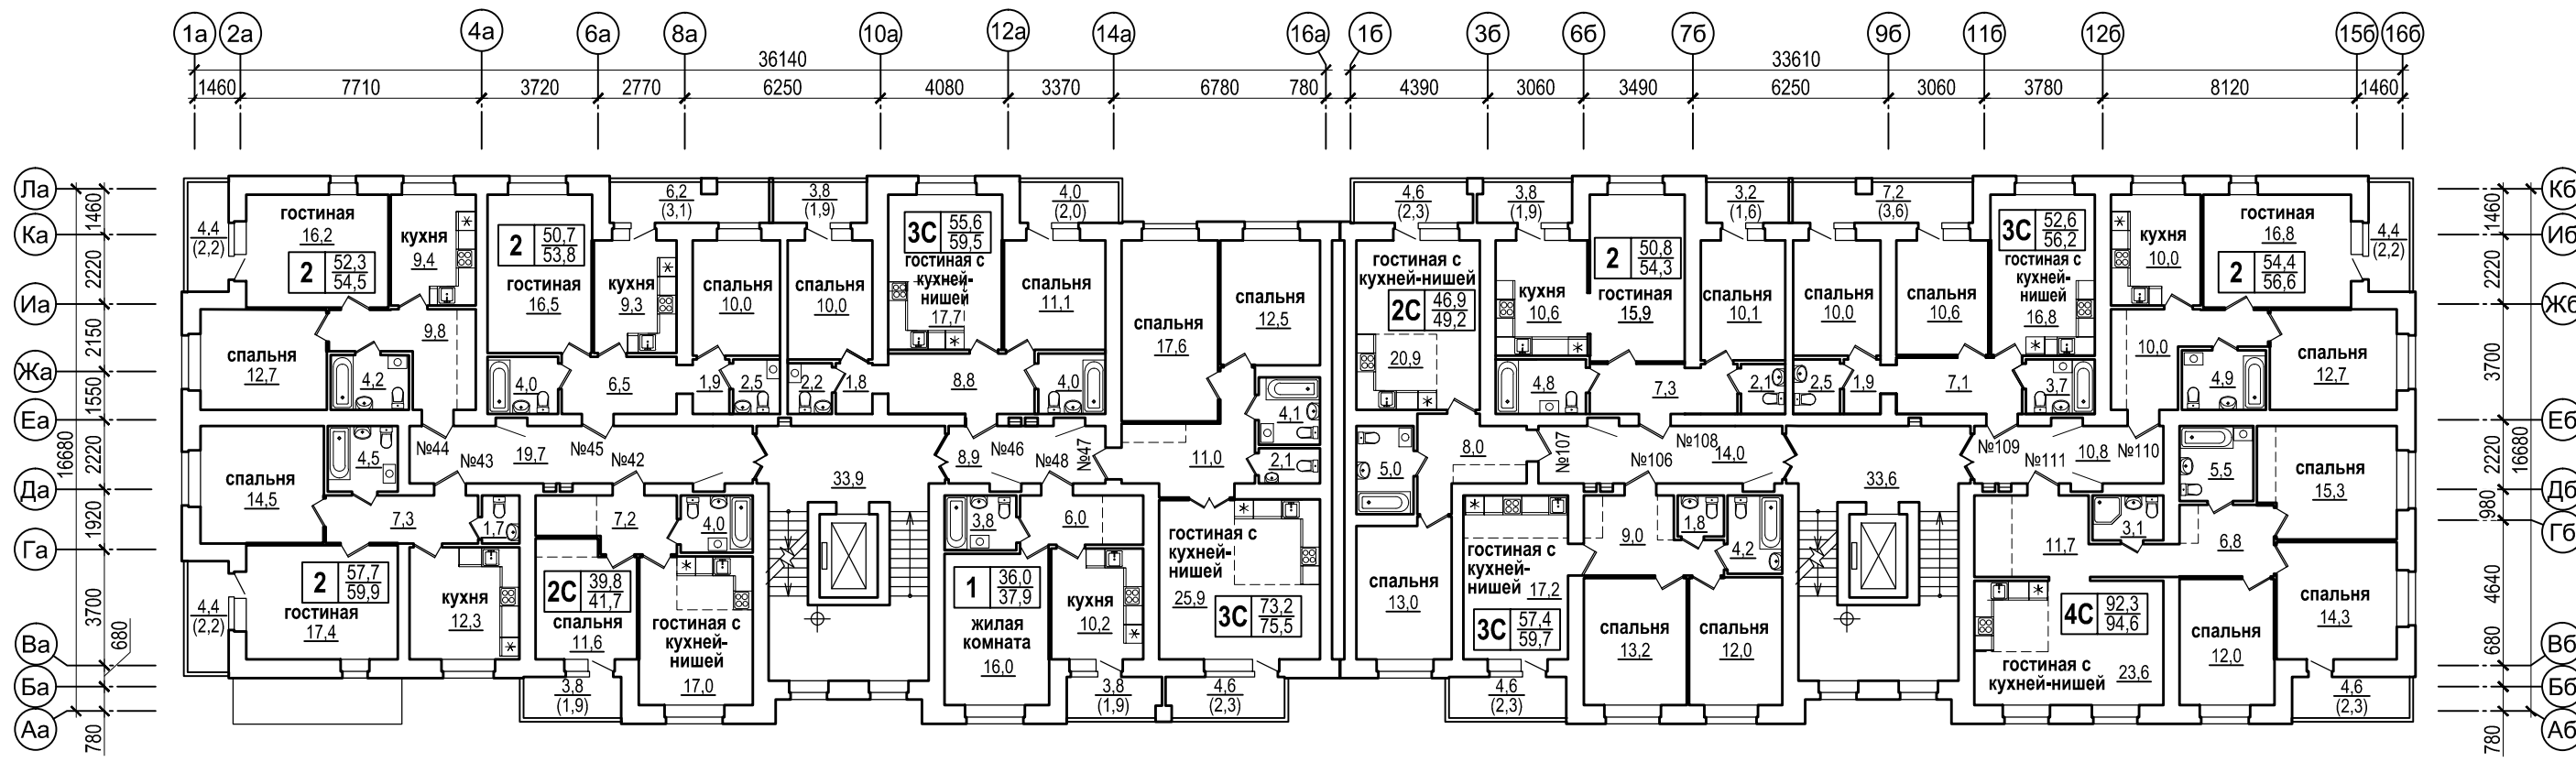 1а 2а 4а 6а 8а 10а 12а 14а 16а 1б 3б 6б 7б 9б 11б 12б 15б 16б
36140 33610
1460 7710 3720 2770 6250 4080 3370 6780 780 4390 3060 3490 6250 3060 3780 8120 1460
Ла
Ка
Иа
Жа
Еа
Да
Га
Ва
Ба
Аа
1460
2220
2150
1550
2220
1920
3700
680
780
16680
4,4
(2,2)
гостиная
16,2
2 52,3
54,5
кухня
9,4
2 50,7
53,8
гостиная
16,5
6,2
(3,1)
кухня
9,3
спальня
10,0
3,8
(1,9)
спальня
10,0
3С 55,6
59,5
гостиная с
кухней-
нишей
17,7
4,0
(2,0)
спальня
11,1
спальня
17,6
спальня
12,5
спальня
12,7
4,2
9,8
4,0
6,5
1,9
2,5
2,2
1,8
8,8
4,0
4,1
2,1
11,0
№44
№43
19,7
№45
№42
33,9
8,9
№46
№48
№47
спальня
14,5
4,5
7,3
1,7
7,2
4,0
3,8
6,0
4,4
(2,2)
2 57,7
59,9
гостиная
17,4
кухня
12,3
2С 39,8
41,7
спальня
11,6
3,8
(1,9)
гостиная с
кухней-
нишей
17,0
1 36,0
37,9
жилая
комната
16,0
кухня
10,2
3,8
(1,9)
гостиная с
кухней-
нишей
25,9
3С 73,2
75,5
4,6
(2,3)
4,6
(2,3)
гостиная с
кухней-нишей
2С 46,9
49,2
20,9
3,8
(1,9)
кухня
10,6
2 50,8
54,3
гостиная
15,9
3,2
(1,6)
спальня
10,1
7,2
(3,6)
спальня
10,0
спальня
10,6
3С 52,6
56,2
гостиная с
кухней-
нишей
16,8
кухня
10,0
гостиная
16,8
2 54,4
56,6
4,4
(2,2)
4,8
7,3
2,1
2,5
1,9
7,1
3,7
10,0
4,9
спальня
12,7
5,0
8,0
№107
№106
№108
14,0
33,6
№109
№111
10,8
№110
5,5
спальня
15,3
спальня
13,0
гостиная с
кухней-
нишей
17,2
3С 57,4
59,7
4,6
(2,3)
9,0
1,8
4,2
спальня
13,2
спальня
12,0
11,7
3,1
6,8
4С 92,3
94,6
гостиная с
кухней-нишей 23,6
спальня
12,0
спальня
14,3
4,6
(2,3)
Кб
Иб
Жб
Еб
Дб
Гб
Вб
Бб
Аб
1460
2220
3700
2220
980
4640
680
780
16680